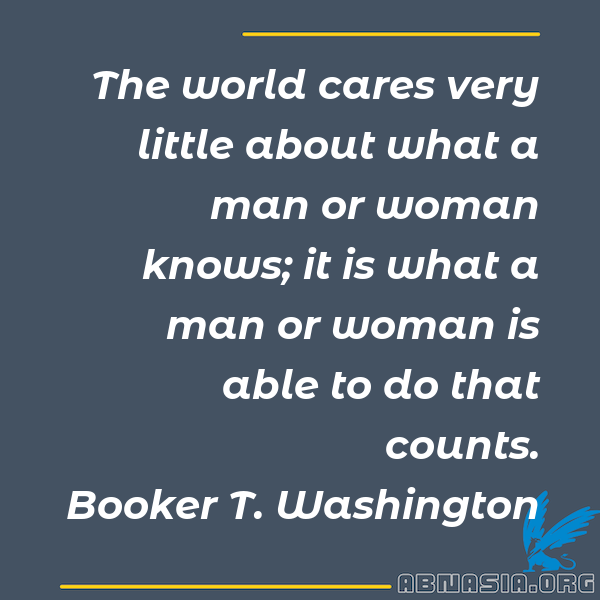 The world cares very
little about what a
man or woman
knows; it is what a
man or woman is
able to do that
counts.
Booker T. Washington
ABNASIA.ORG